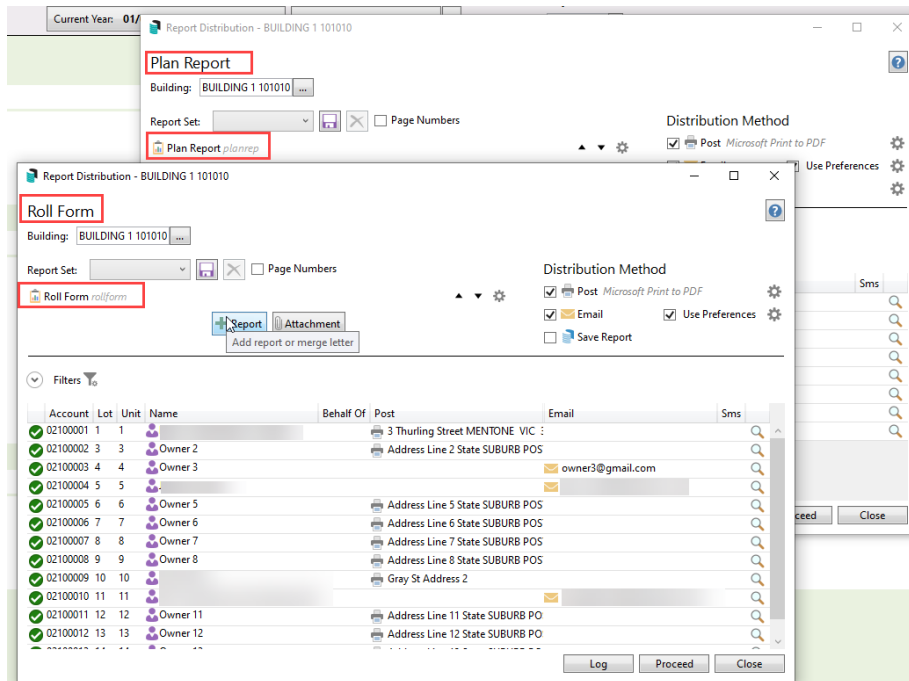 Current Year: 01/
Report Distribution - BUILDING 1 101010
Plan Report
Building: BUILDING 1 101010 ...
Report Set: Page Numbers
Distribution Method
Plan Report planrep
Post Microsoft Print to PDF
Use Preferences
Sms
ceed Close
Report Distribution - BUILDING 1 101010
Roll Form
Building: BUILDING 1 101010 ...
Report Set: Page Numbers
Distribution Method
Roll Form rollform
Post Microsoft Print to PDF
Report Attachment
Email Use Preferences
Add report or merge letter
Save Report
Filters
Account Lot Unit Name Behalf Of Post Email Sms
02100001 1 1 3 Thurling Street MENTONE VIC
02100002 3 3 Owner 2 Address Line 2 State SUBURB POS
02100003 4 4 Owner 3 owner3@gmail.com
02100004 5 5
02100005 6 6 Owner 5 Address Line 5 State SUBURB POS
02100006 7 7 Owner 6 Address Line 6 State SUBURB POS
02100007 8 8 Owner 7 Address Line 7 State SUBURB POS
02100008 9 9 Owner 8 Address Line 8 State SUBURB POS
02100009 10 10 Gray St Address 2
02100010 11 11
02100011 12 12 Owner 11 Address Line 11 State SUBURB PO
02100012 13 13 Owner 12 Address Line 12 State SUBURB PO
Log Proceed Close